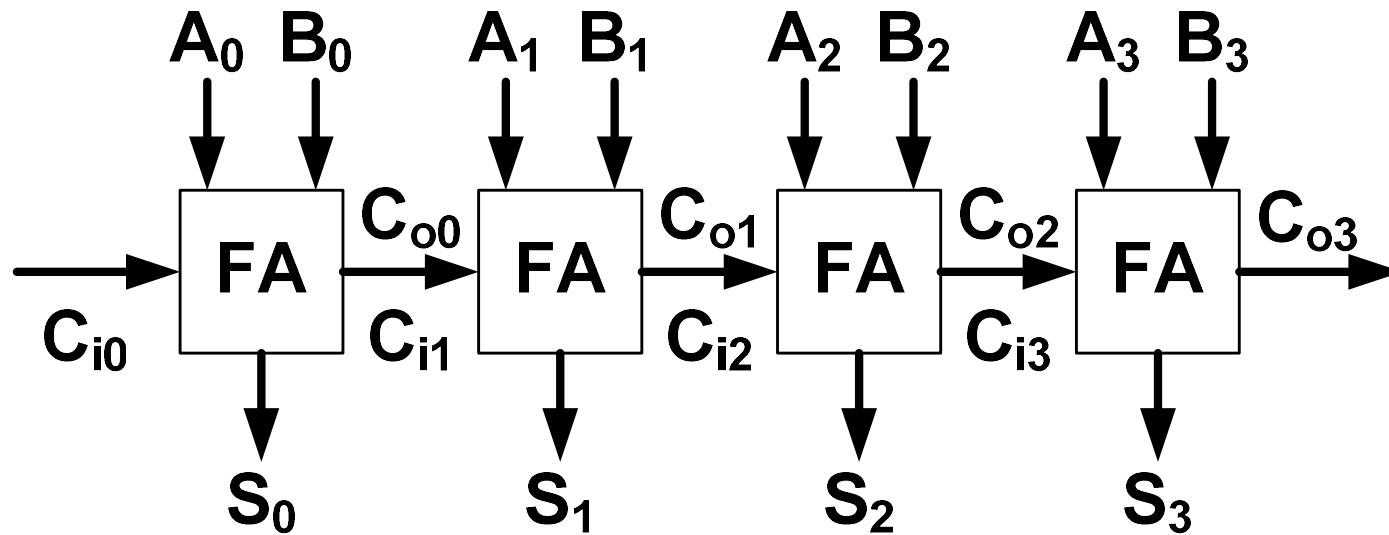 A0 B0 A1 B1 A2 B2 A3 B3
Co0 Co1 Co2 Co3
FA FA FA FA
Ci0 Ci1 Ci2 Ci3
S0 S1 S2 S3